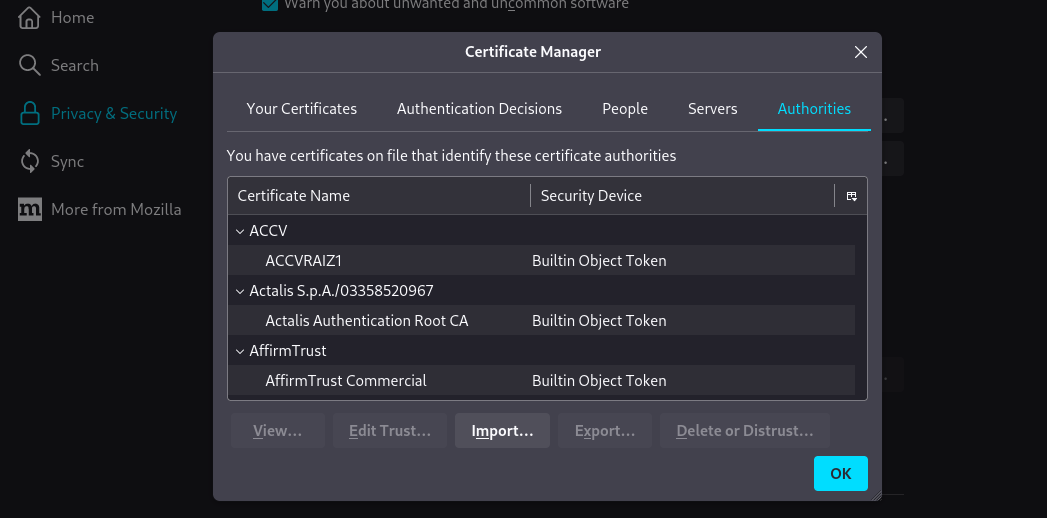 Warn you about unwanted and uncommon software
Home
Certificate Manager
Search
Your Certificates Authentication Decisions People Servers Authorities
Privacy & Security
You have certificates on file that identify these certificate authorities
Sync
Certificate Name Security Device
More from Mozilla
ACCV
ACCVRAIZ1 Builtin Object Token
Actalis S.p.A./03358520967
Actalis Authentication Root CA Builtin Object Token
AffirmTrust
AffirmTrust Commercial Builtin Object Token
View... Edit Trust... Import... Export... Delete or Distrust...
OK